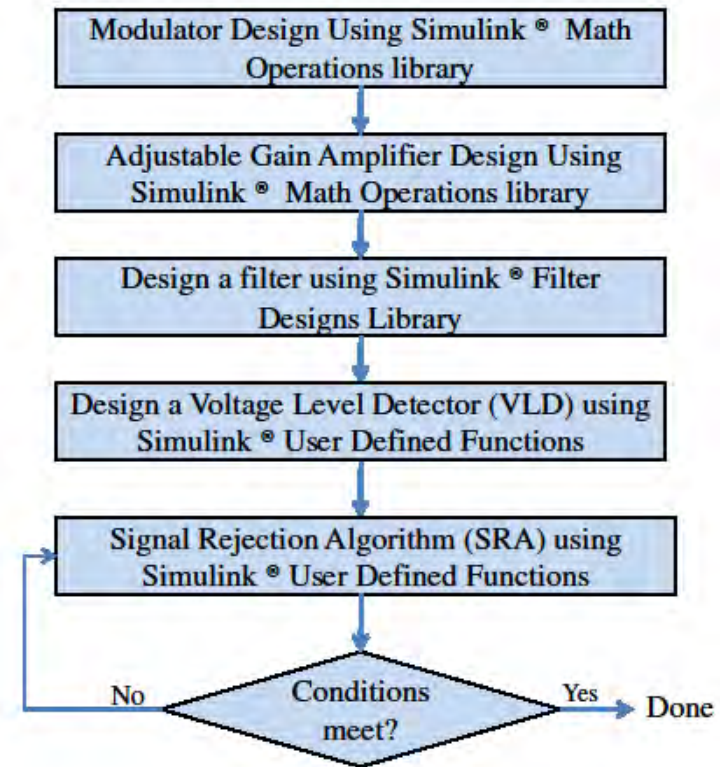 Modulator Design Using Simulink ® Math
Operations library
Adjustable Gain Amplifier Design Using
Simulink ® Math Operations library
Design a filter using Simulink ® Filter
Designs Library
Design a Voltage Level Detector (VLD) using
Simulink ® User Defined Functions
Signal Rejection Algorithm (SRA) using
Simulink ® User Defined Functions
Conditions
meet?
No
Yes
Done